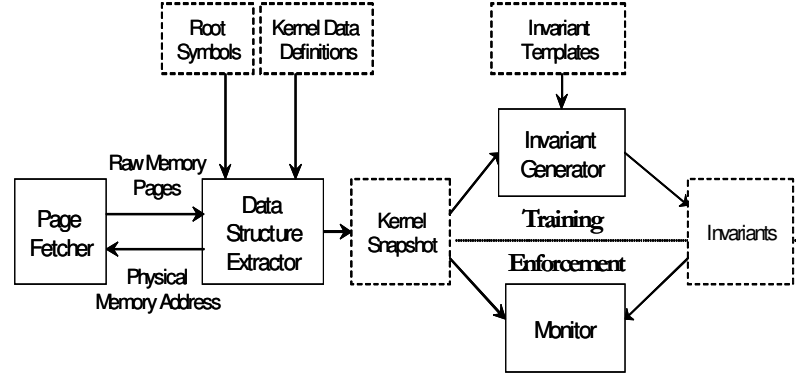 Root
Symbols
Kernel Data
Definitions
Invariant
Templates
Raw Memory
Pages
Page
Fetcher
Physical
Memory Address
Data
Structure
Extractor
Kernel
Snapshot
Invariant
Generator
Training
Enforcement
Invariants
Monitor